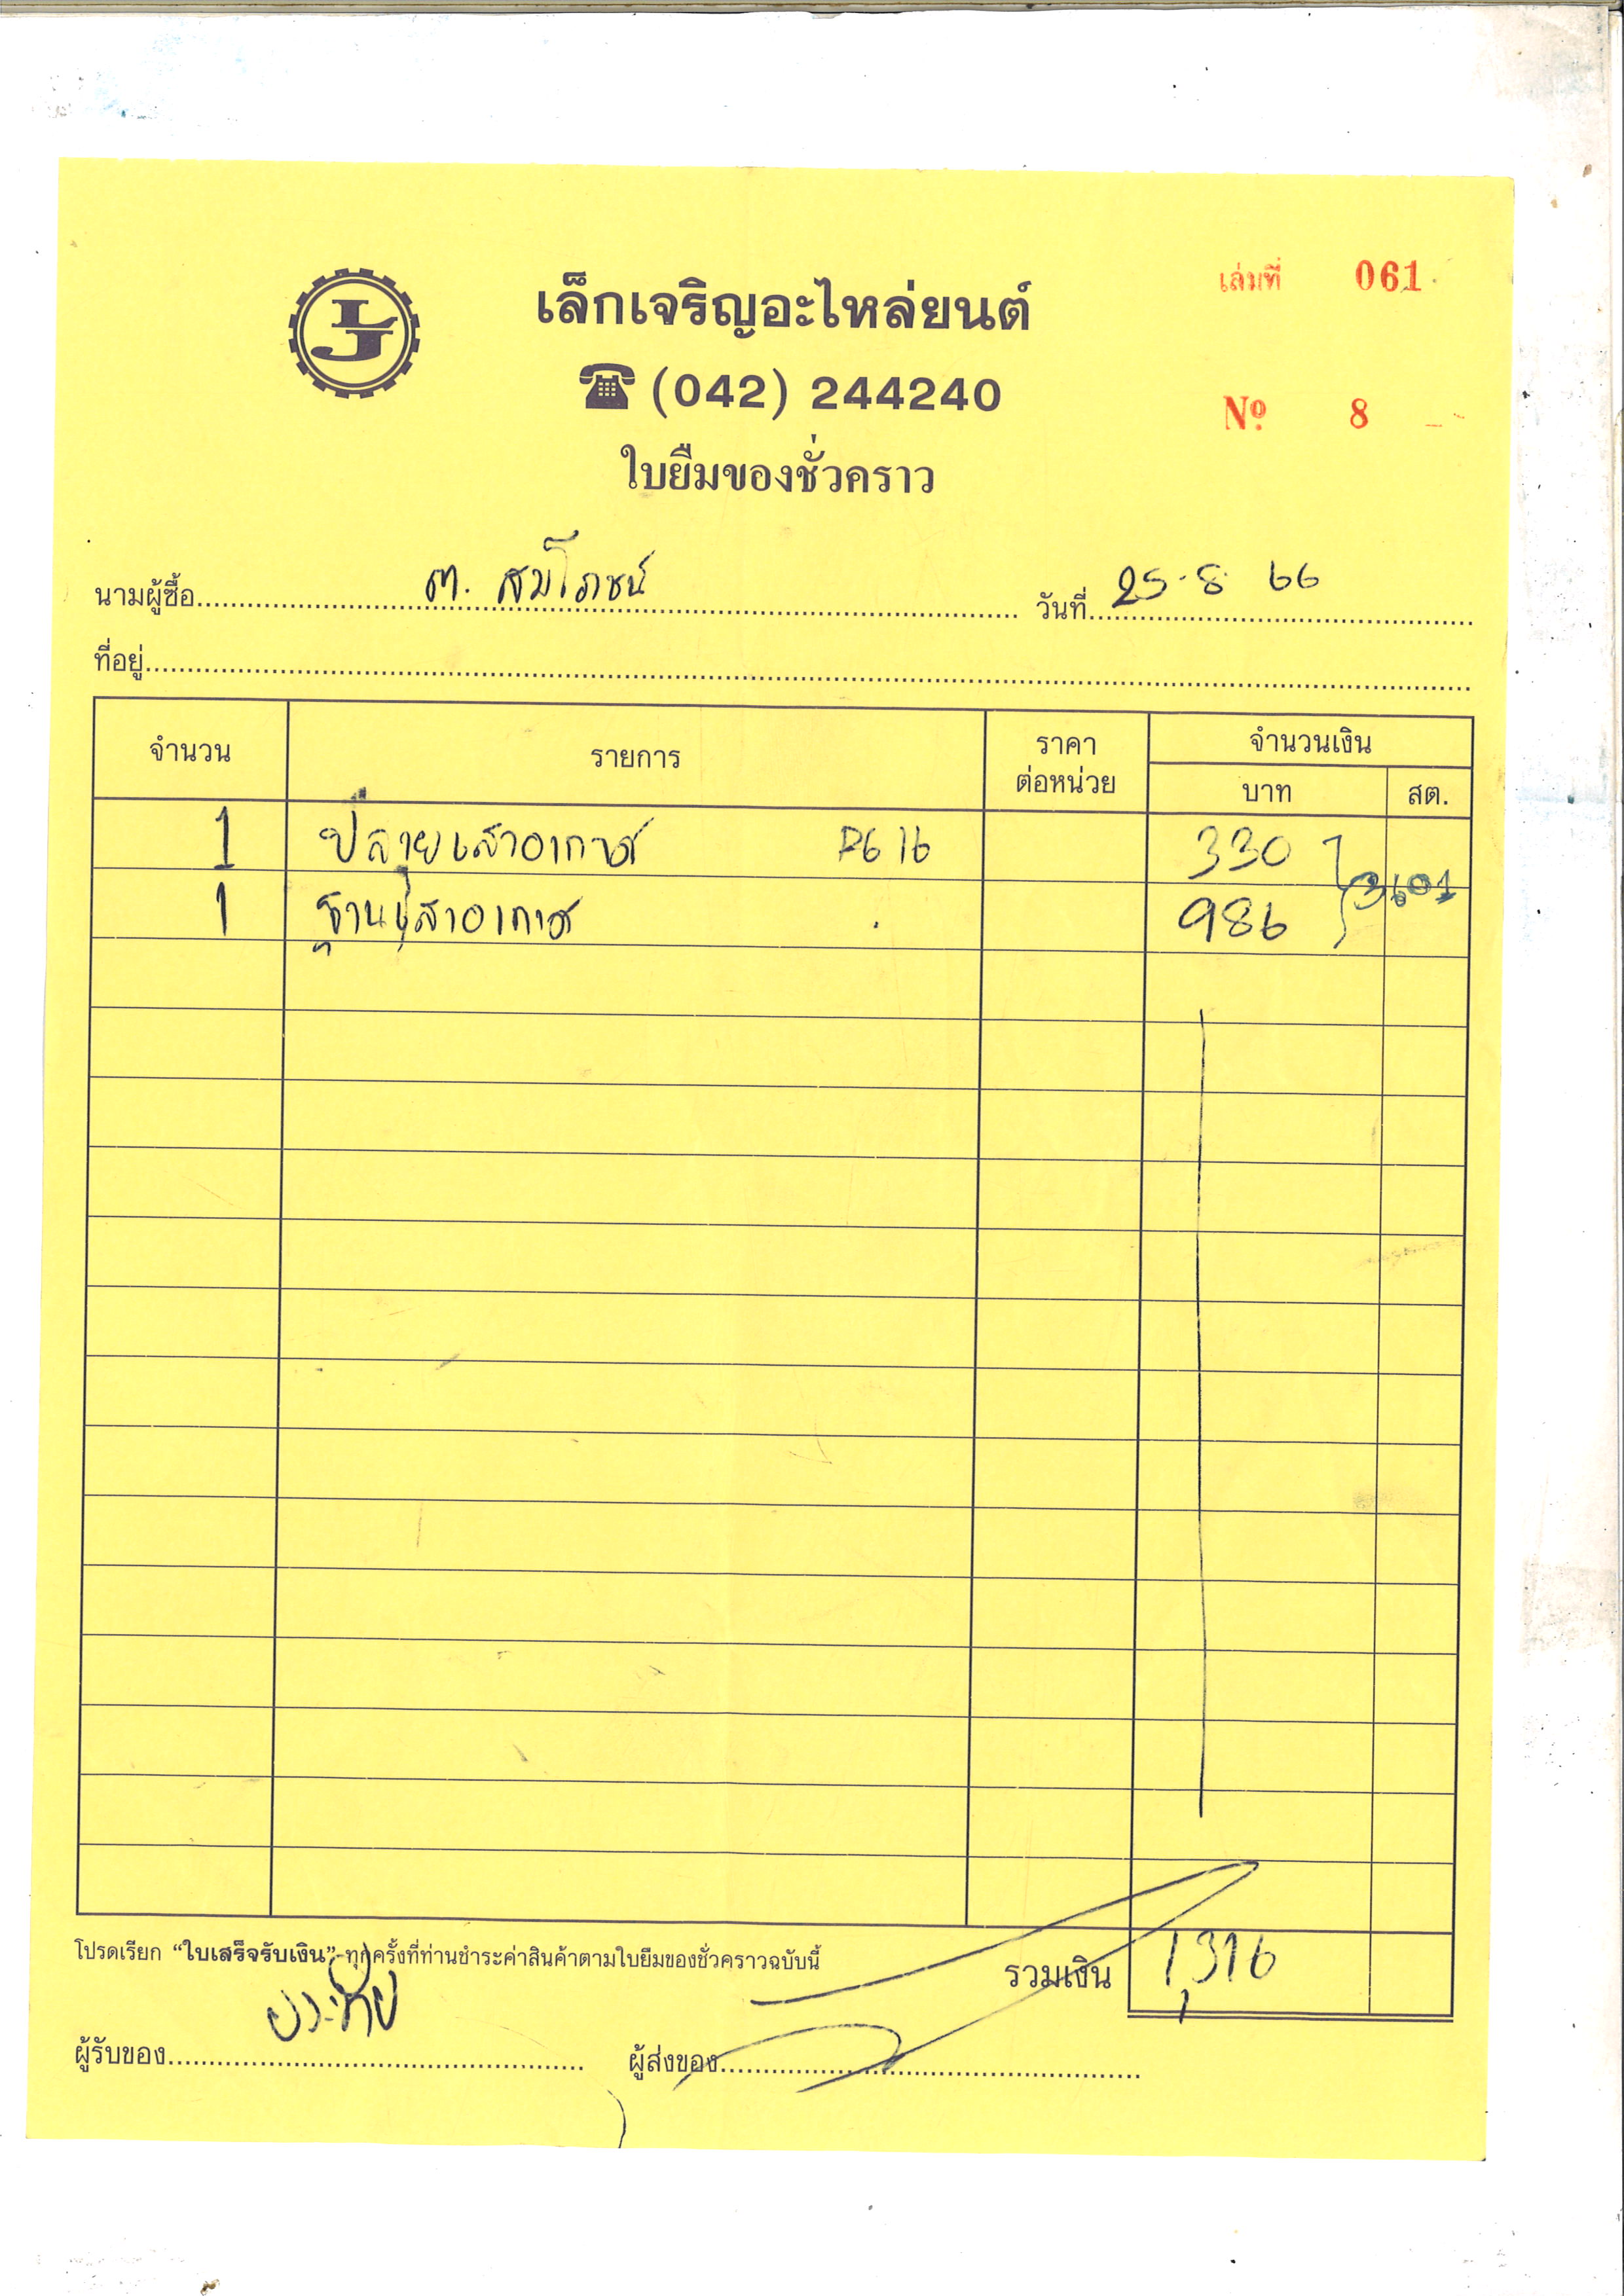 LJ
เล็กเจริญอะไหล่ยนต์
เล่มที่ 061
☎ (042) 244240
Nº 8
ใบยืมของชั่วคราว
นามผู้ซื้อ ต. สมโภชน์ วันที่ 25-8 66
ที่อยู่
จำนวน รายการ ราคา ต่อหน่วย จำนวนเงิน
บาท สต.
1 ปลายเสาอากาศ P616 330
3601
1 ฐานเสาอากาศ 986
โปรดเรียก “ใบเสร็จรับเงิน” ทุกครั้งที่ท่านชำระค่าสินค้าตามใบยืมของชั่วคราวฉบับนี้
รวมเงิน 1,316
ผู้รับของ ผู้ส่งของ